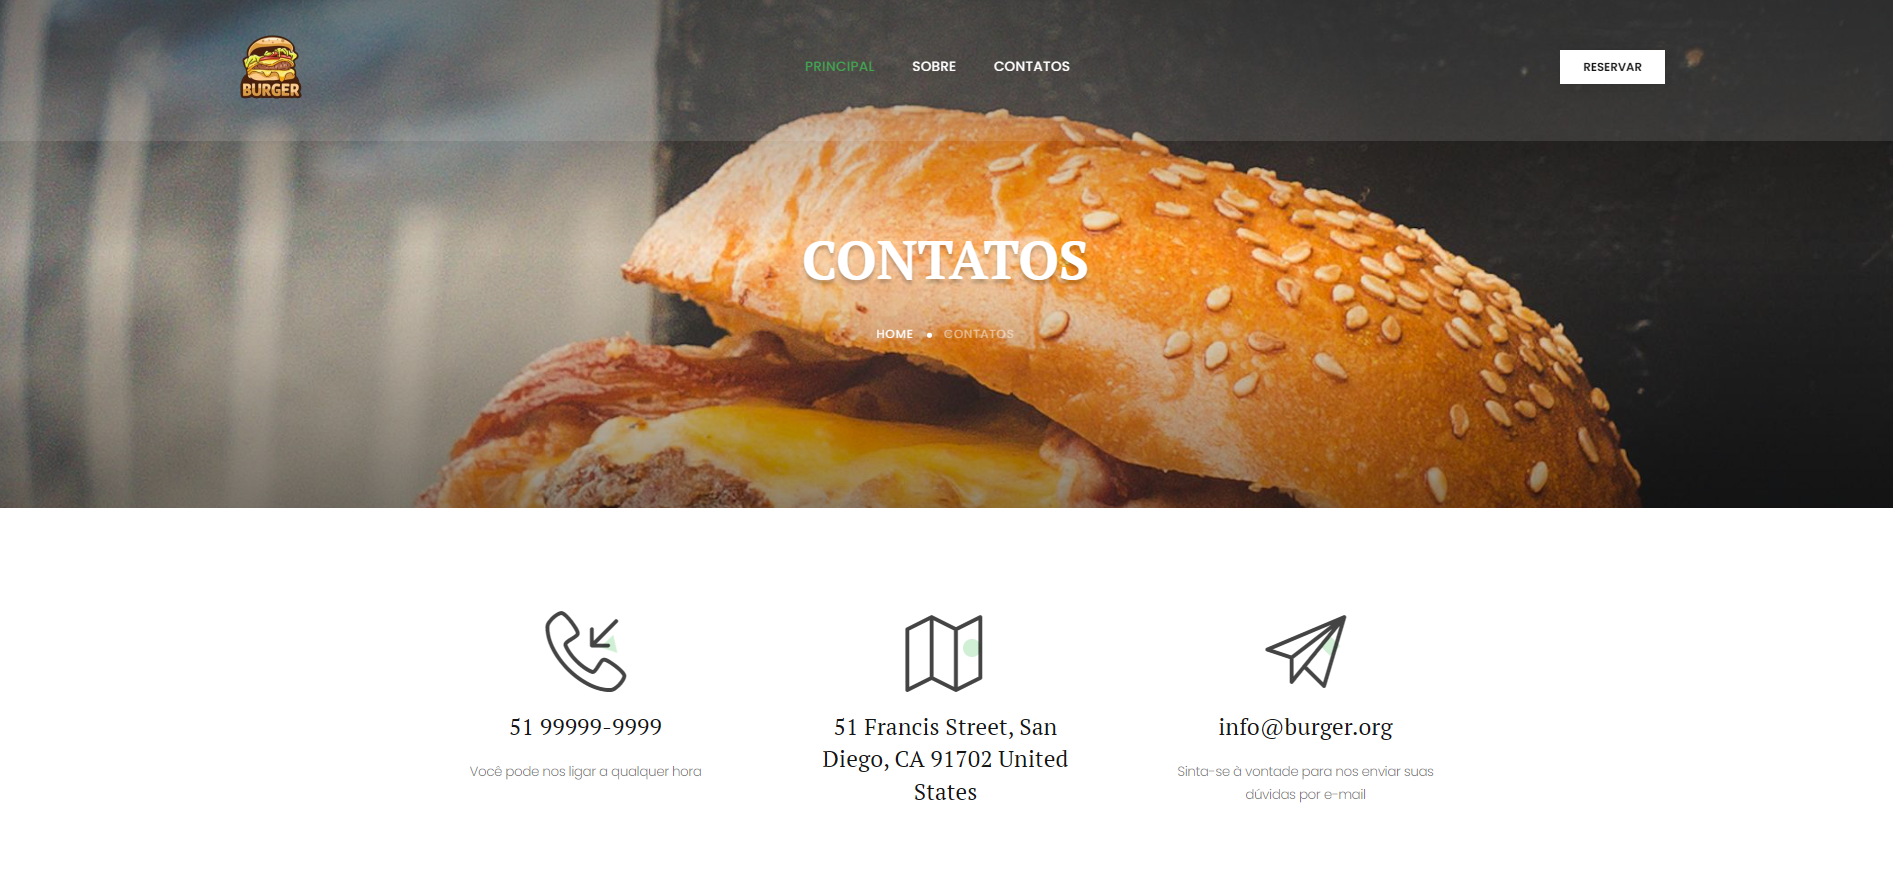 BURGER
PRINCIPAL
SOBRE
CONTATOS
RESERVAR
CONTATOS
HOME
CONTATOS
51 99999-9999
Você pode nos ligar a qualquer hora
51 Francis Street, San
Diego, CA 91702 United
States
info@burger.org
Sinta-se à vontade para nos enviar suas
dúvidas por e-mail